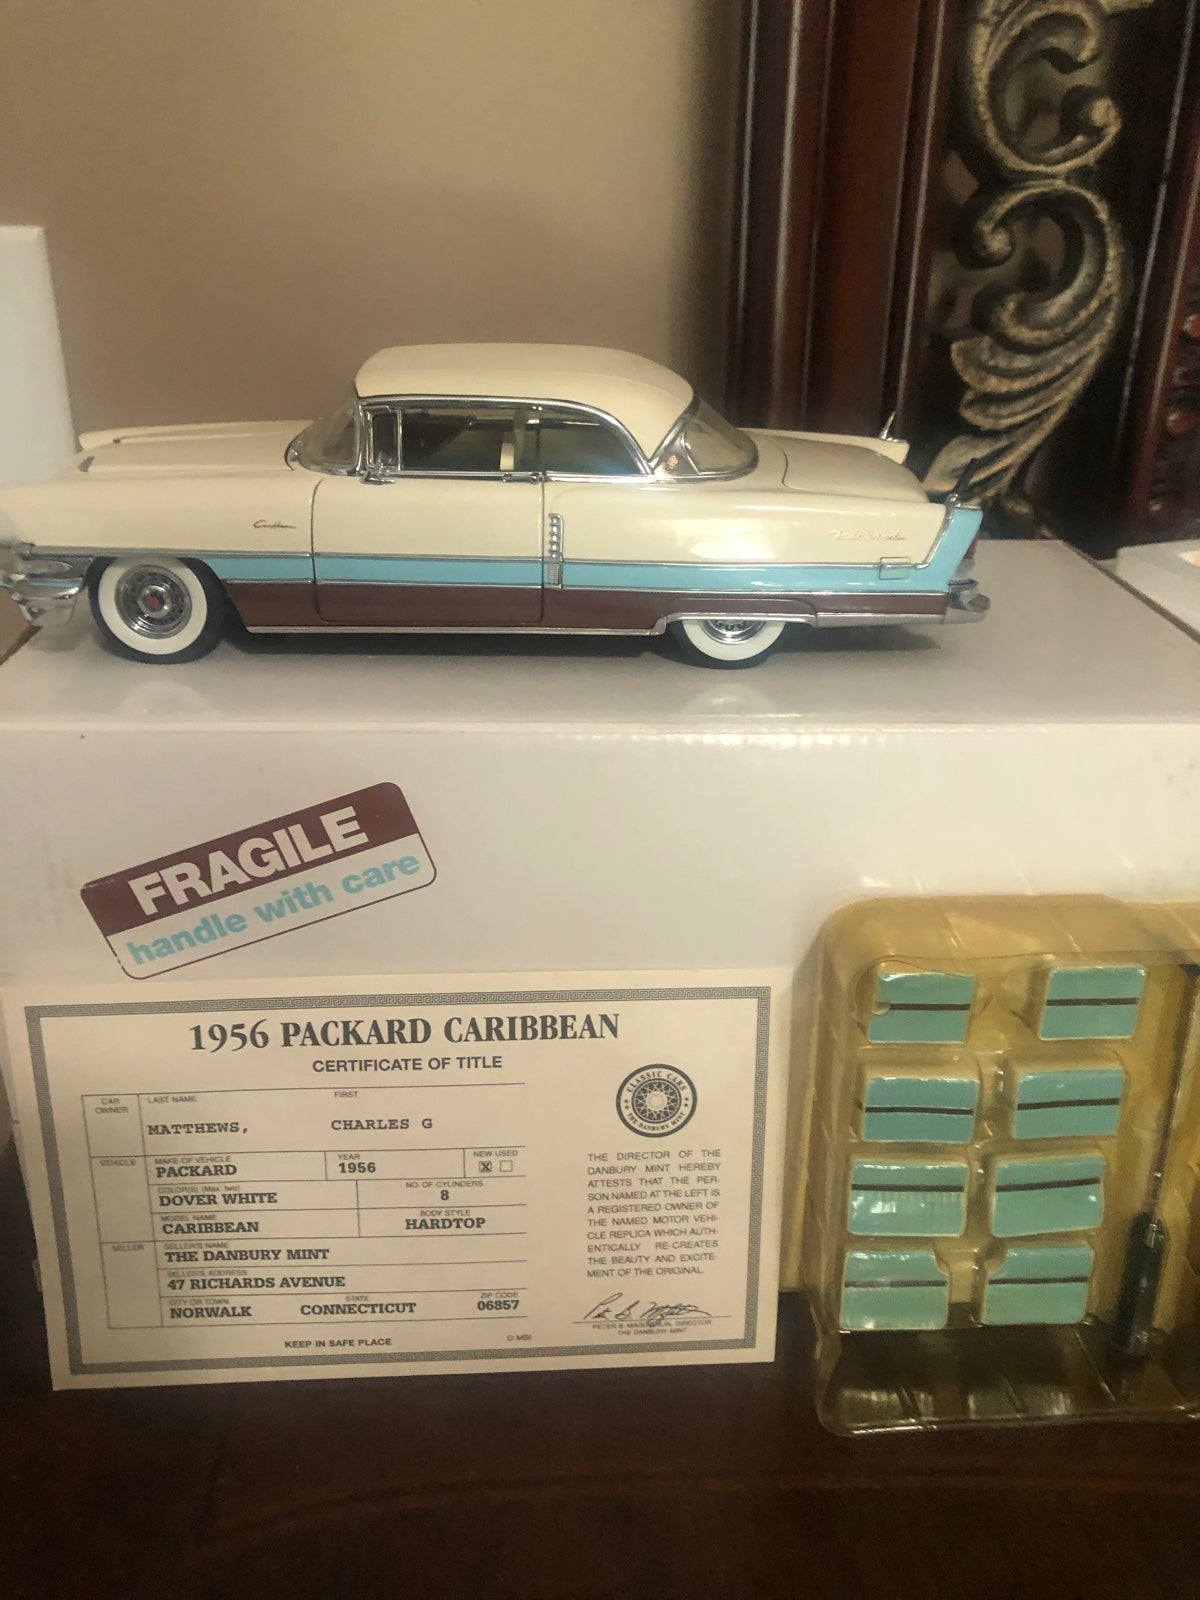 Caribbean
Packard
FRAGILE
handle with care
1956 PACKARD CARIBBEAN
CERTIFICATE OF TITLE
CAR OWNER
LAST NAME FIRST
MATTHEWS, CHARLES G
VEHICLE
MAKE OF VEHICLE YEAR NEW USED
PACKARD 1956 X
COLOR(S) (Max. two) NO. OF CYLINDERS
DOVER WHITE 8
MODEL NAME BODY STYLE
CARIBBEAN HARDTOP
SELLER
SELLER'S NAME
THE DANBURY MINT
SELLER'S ADDRESS
47 RICHARDS AVENUE
CITY OR TOWN STATE ZIP CODE
NORWALK CONNECTICUT 06857
KEEP IN SAFE PLACE
© MBI
CLASSIC CARS
THE DANBURY MINT
THE DIRECTOR OF THE
DANBURY MINT HEREBY
ATTESTS THAT THE PER-
SON NAMED AT THE LEFT IS
A REGISTERED OWNER OF
THE NAMED MOTOR VEHI-
CLE REPLICA WHICH AUTH-
ENTICALLY RE-CREATES
THE BEAUTY AND EXCITE-
MENT OF THE ORIGINAL.
PETER B. MAGLATHLIN, DIRECTOR
THE DANBURY MINT